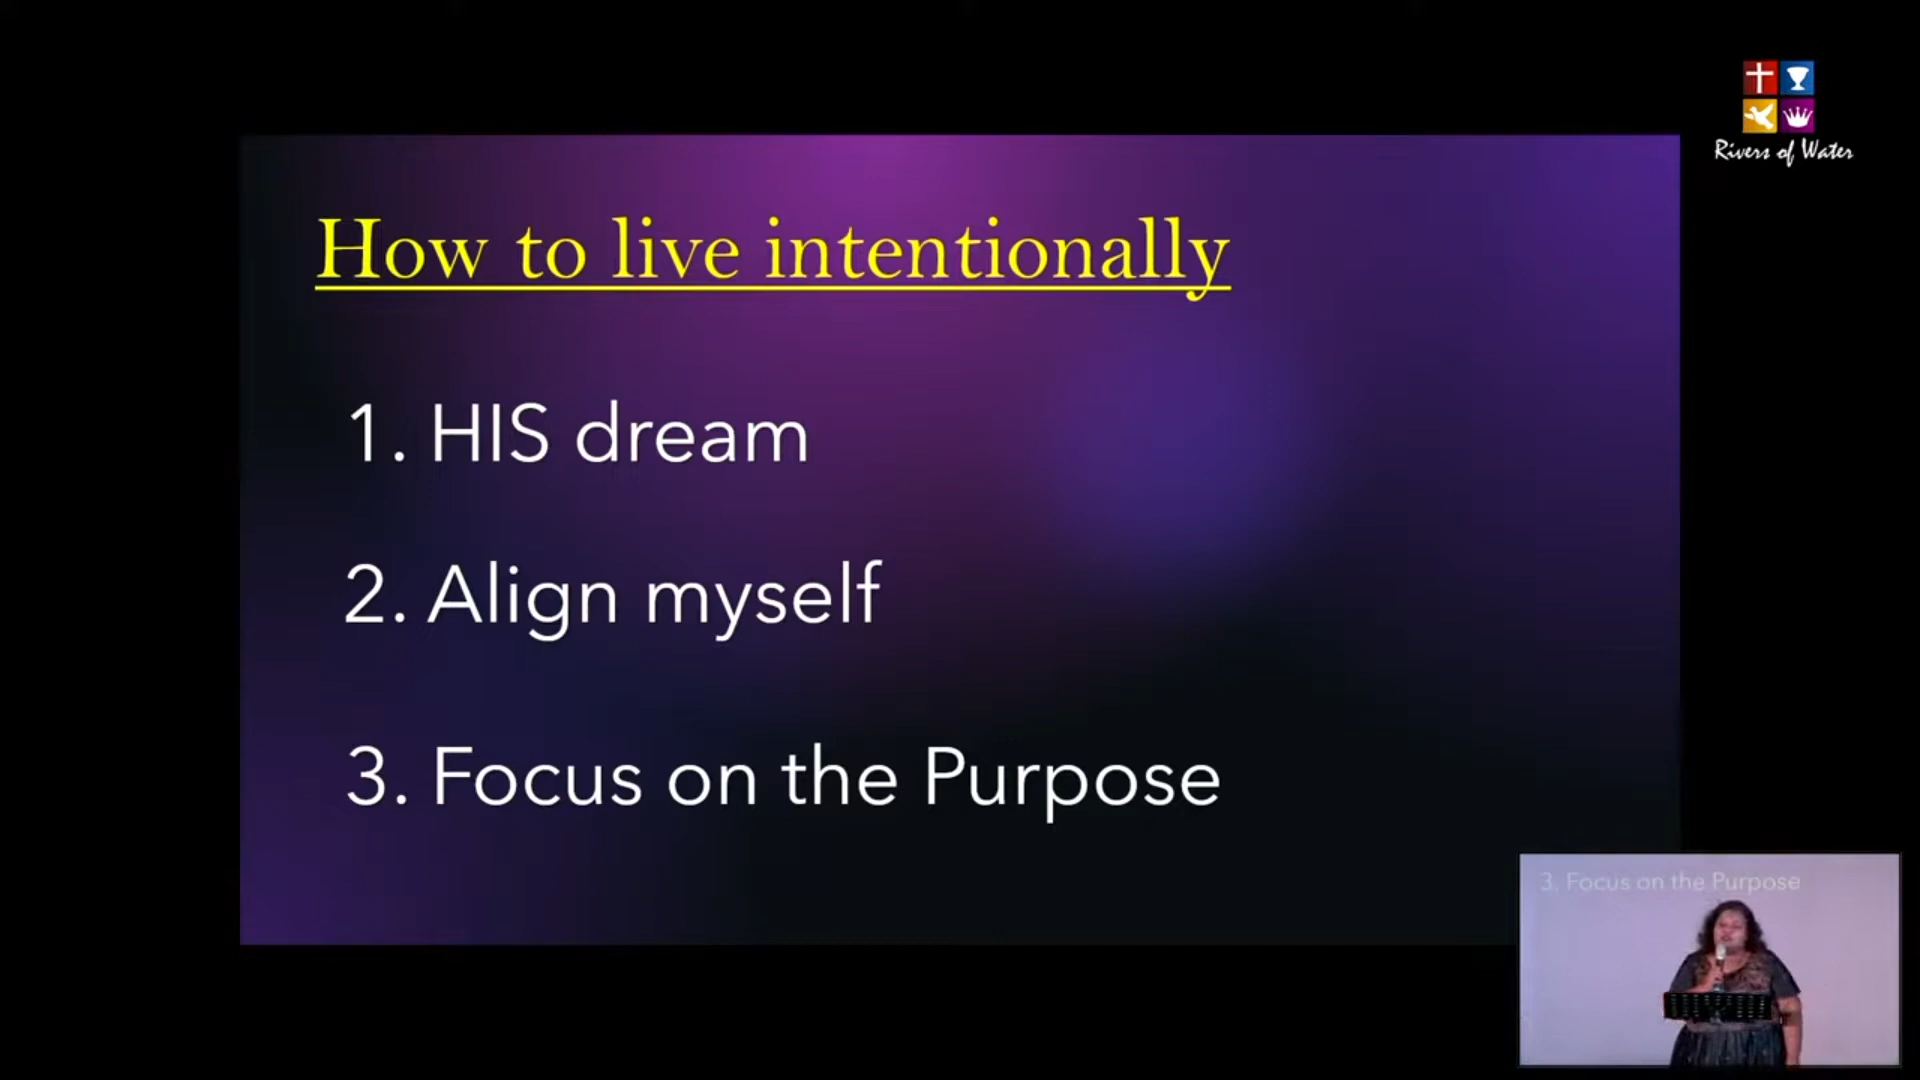 Rivers of Water
How to live intentionally
1. HIS dream
2. Align myself
3. Focus on the Purpose
3. Focus on the Purpose